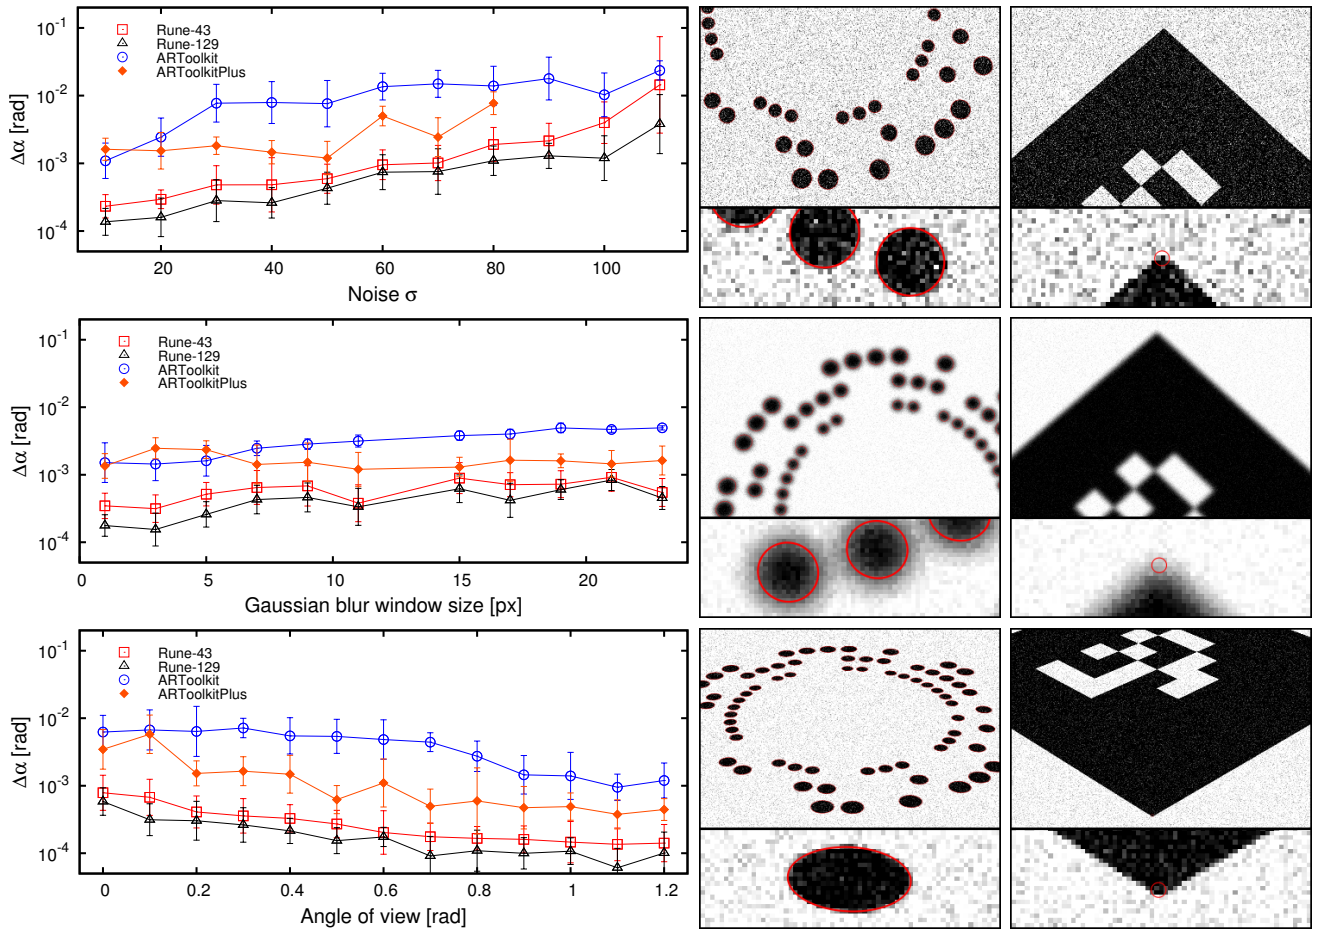 10-1
10-2
10-3
10-4
Δα [rad]
Rune-43
Rune-129
ARToolkit
ARToolkitPlus
20 40 60 80 100
Noise σ
10-1
10-2
10-3
10-4
Δα [rad]
Rune-43
Rune-129
ARToolkit
ARToolkitPlus
0 5 10 15 20
Gaussian blur window size [px]
10-1
10-2
10-3
10-4
Δα [rad]
Rune-43
Rune-129
ARToolkit
ARToolkitPlus
0 0.2 0.4 0.6 0.8 1 1.2
Angle of view [rad]